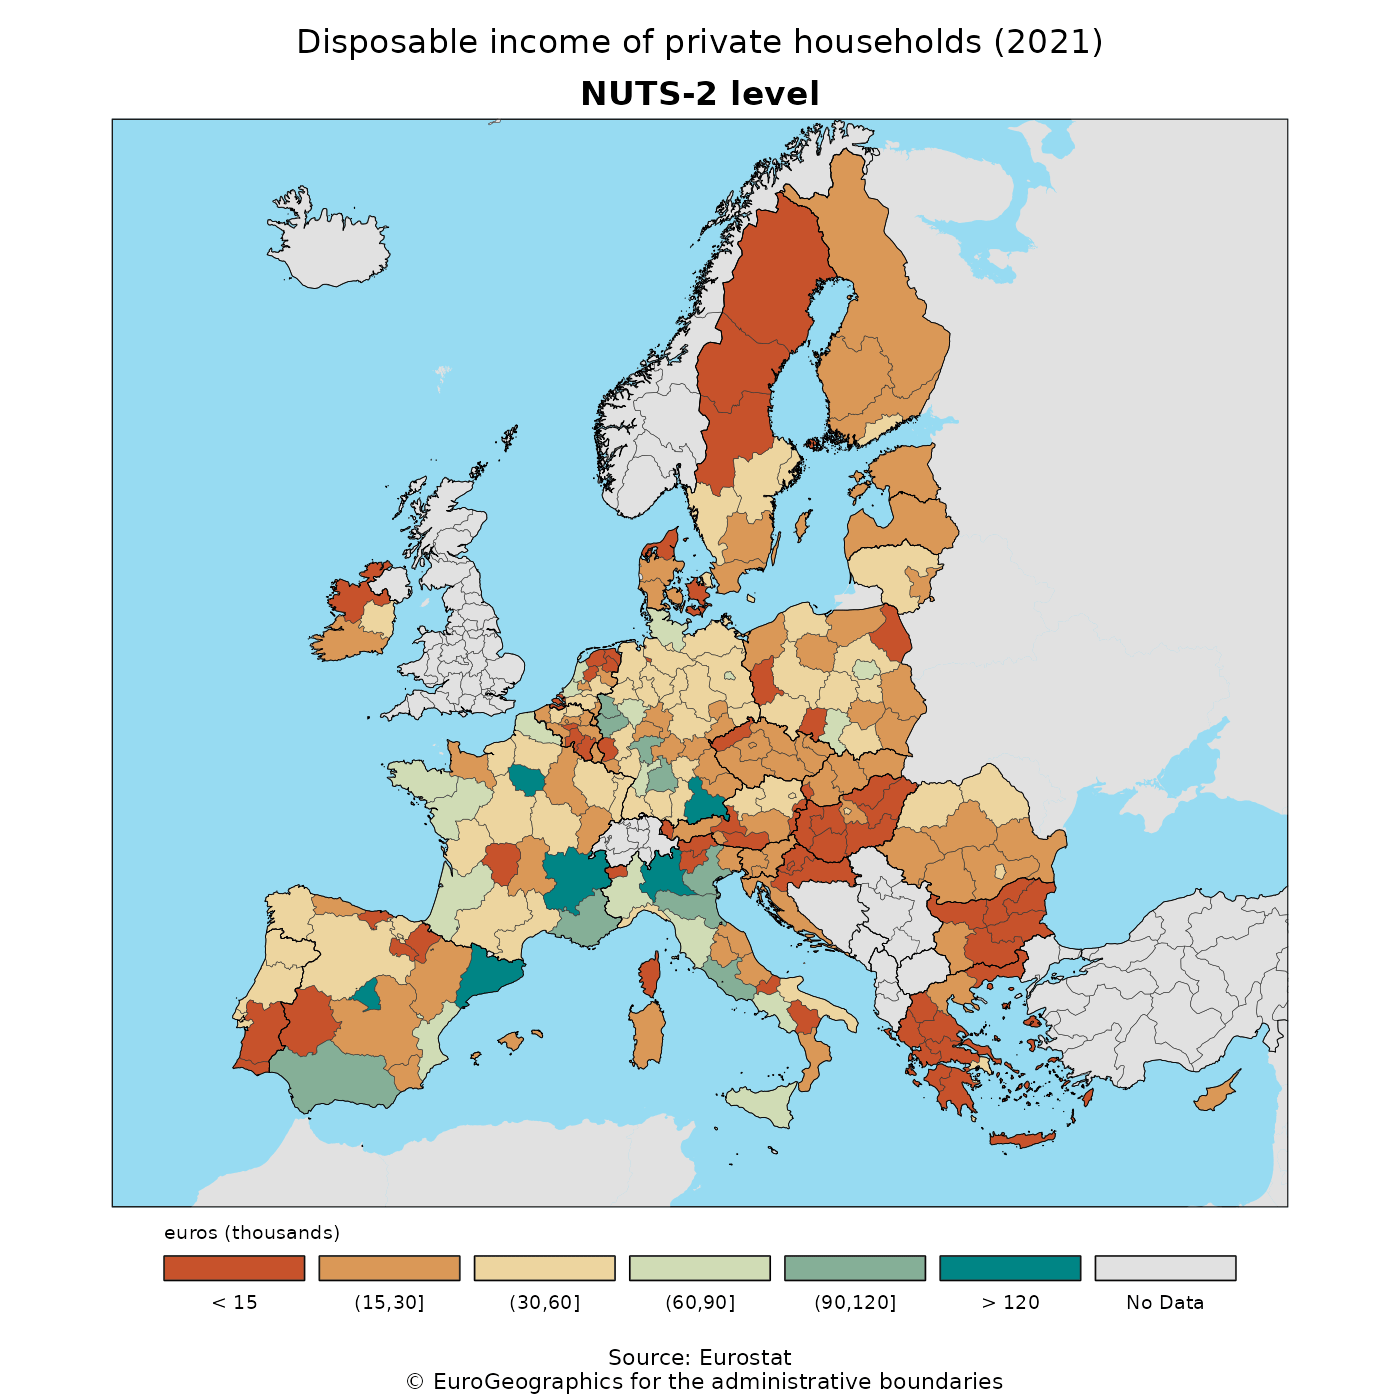 Disposable income of private households (2021)
NUTS-2 level
euros (thousands)
< 15
(15,30]
(30,60]
(60,90]
(90,120]
> 120
No Data
Source: Eurostat
© EuroGeographics for the administrative boundaries